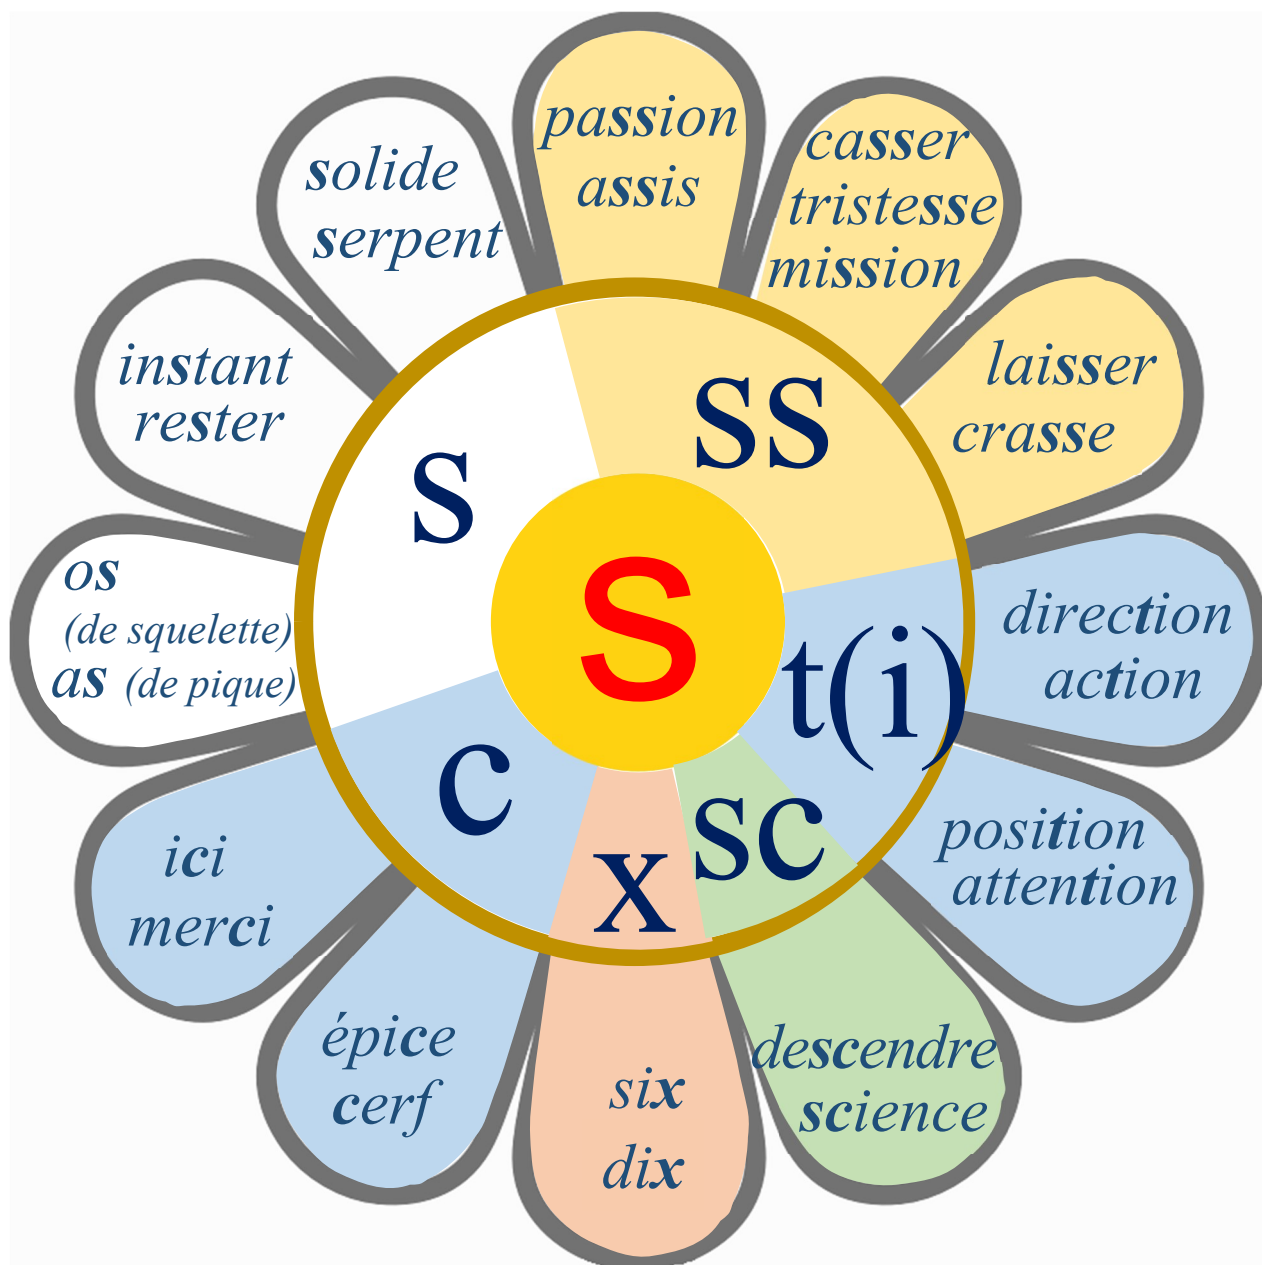 s
s
ss
t(i)
sc
x
c
passion
assis
casser
tristesse
mission
laisser
crasse
direction
action
position
attention
descendre
science
six
dix
épice
cerf
ici
merci
os
(de squelette)
as (de pique)
instant
rester
solide
serpent